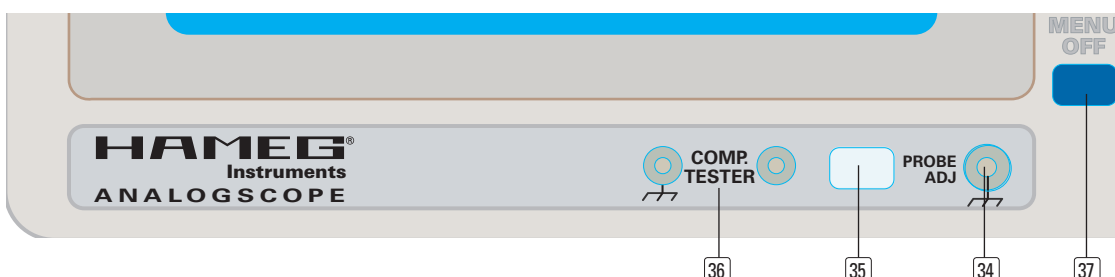 MENU
OFF
HAMEG®
Instruments
ANALOGSCOPE
COMP.
TESTER
PROBE
ADJ
36
35
34
37